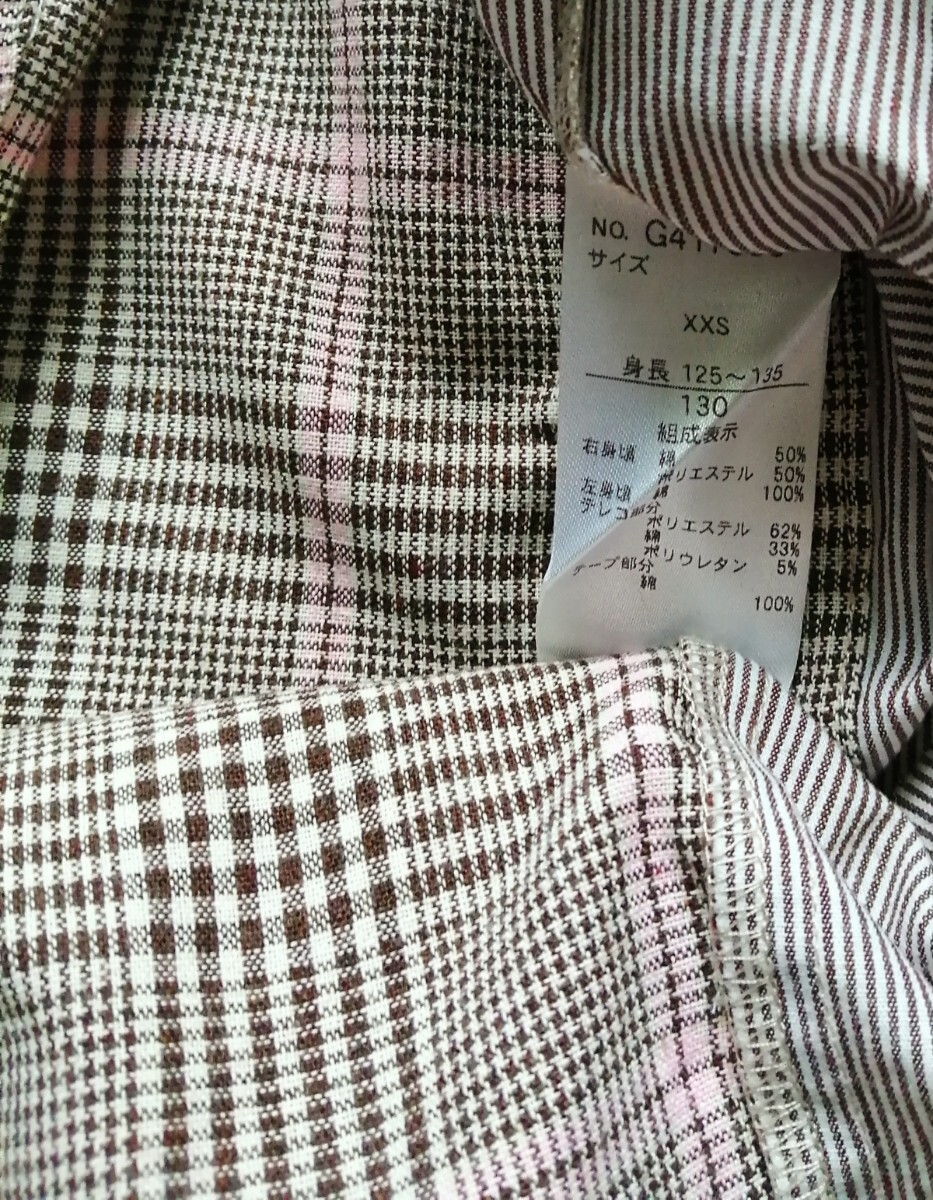 NO. G411
サイズ
XXS
身長 125～135
130
組成表示
右身頃 綿 50%
ポリエステル 50%
左身頃 綿 100%
テレコ部分
ポリエステル 62%
綿 33%
ポリウレタン 5%
テープ部分
綿 100%